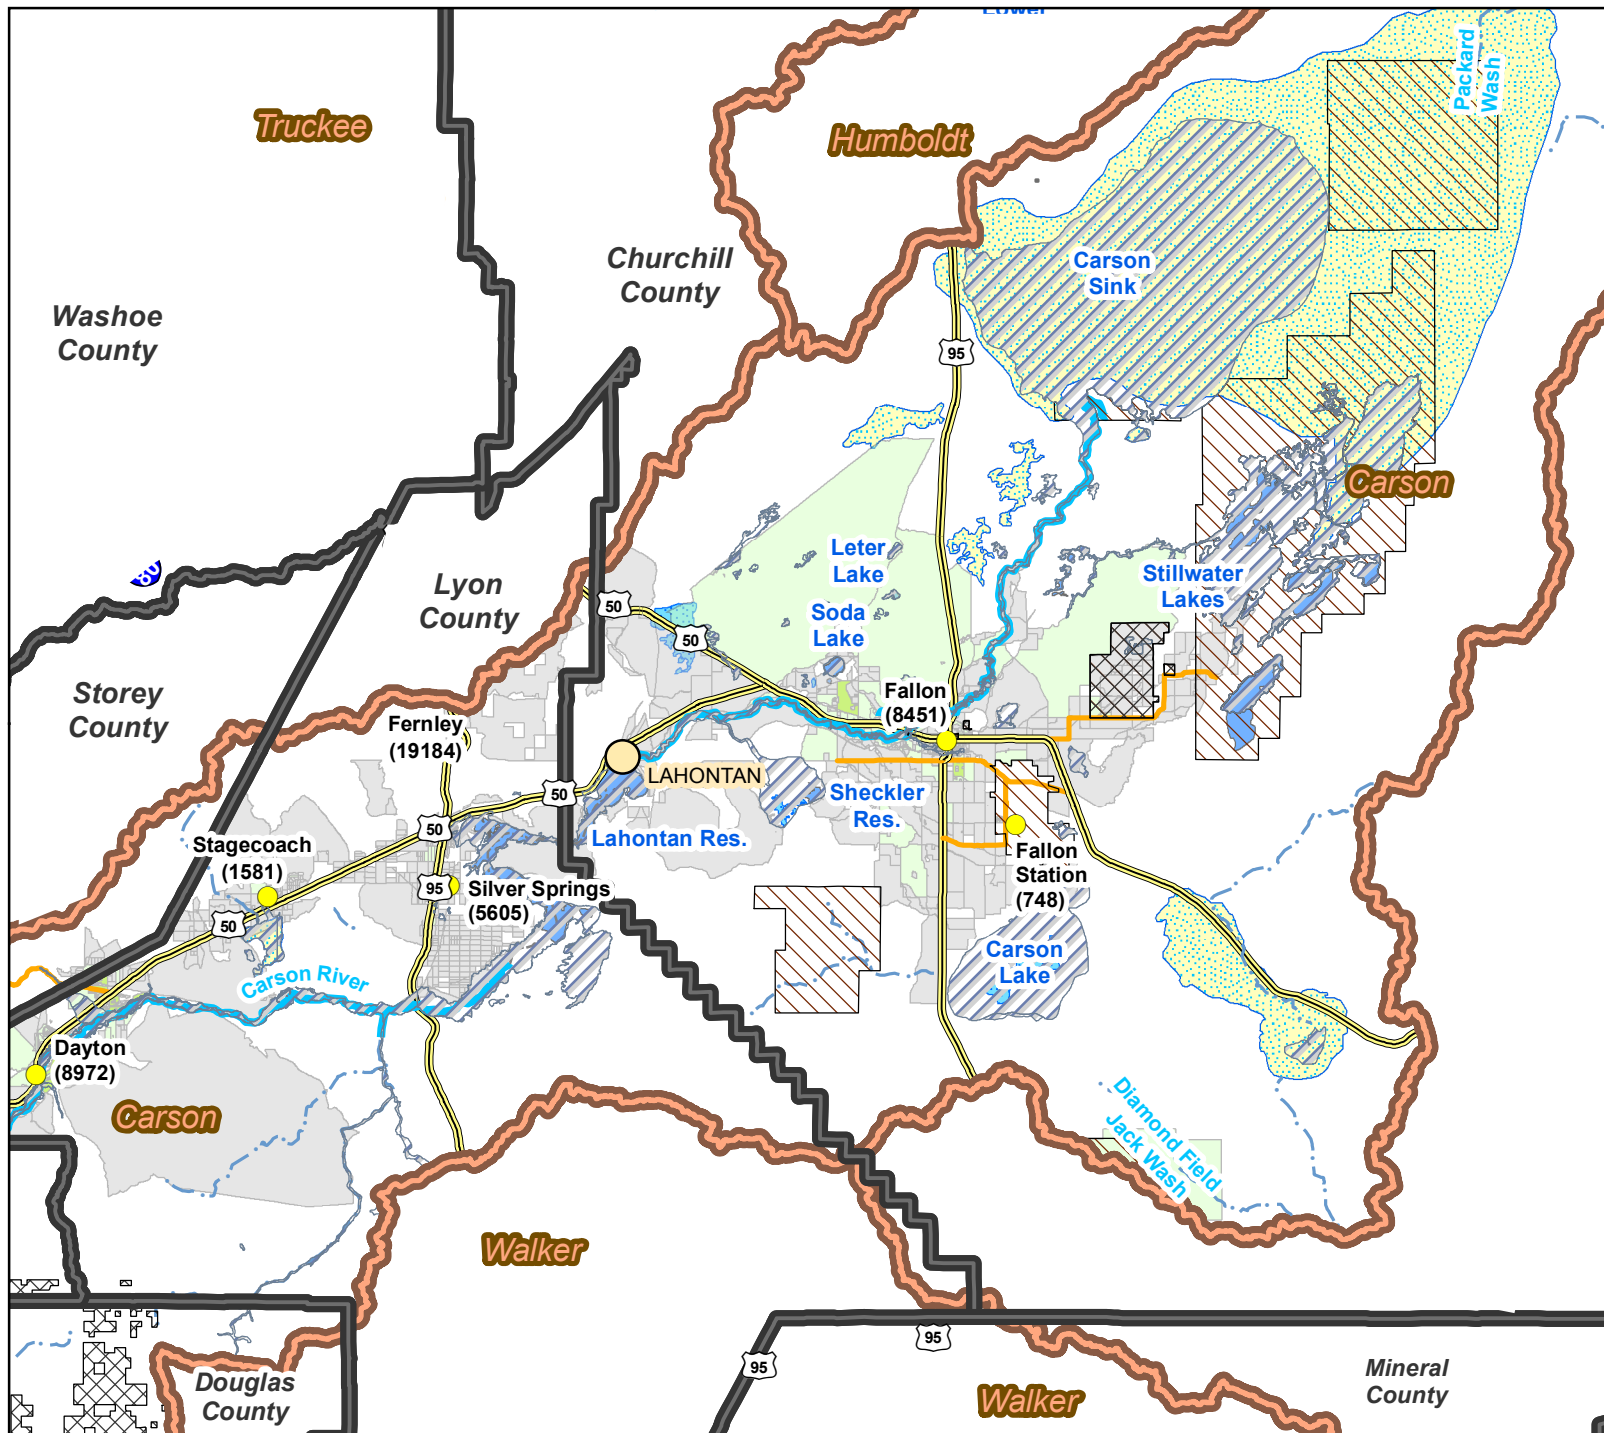 Lower
Packard
Wash
Truckee
Humboldt
Churchill
County
Carson
Sink
Washoe
County
95
Carson
80
Lyon
County
Leter
Lake
Stillwater
Lakes
50
Soda
Lake
50
Storey
County
Fallon
(8451)
Fernley
(19184)
LAHONTAN
50
Sheckler
Res.
50
Lahontan Res.
Stagecoach
(1581)
Fallon
Station
(748)
95
Silver Springs
(5605)
50
Carson
Lake
Carson River
Dayton
(8972)
Carson
Diamond Field
Jack Wash
Walker
95
95
Mineral
County
Douglas
County
Walker